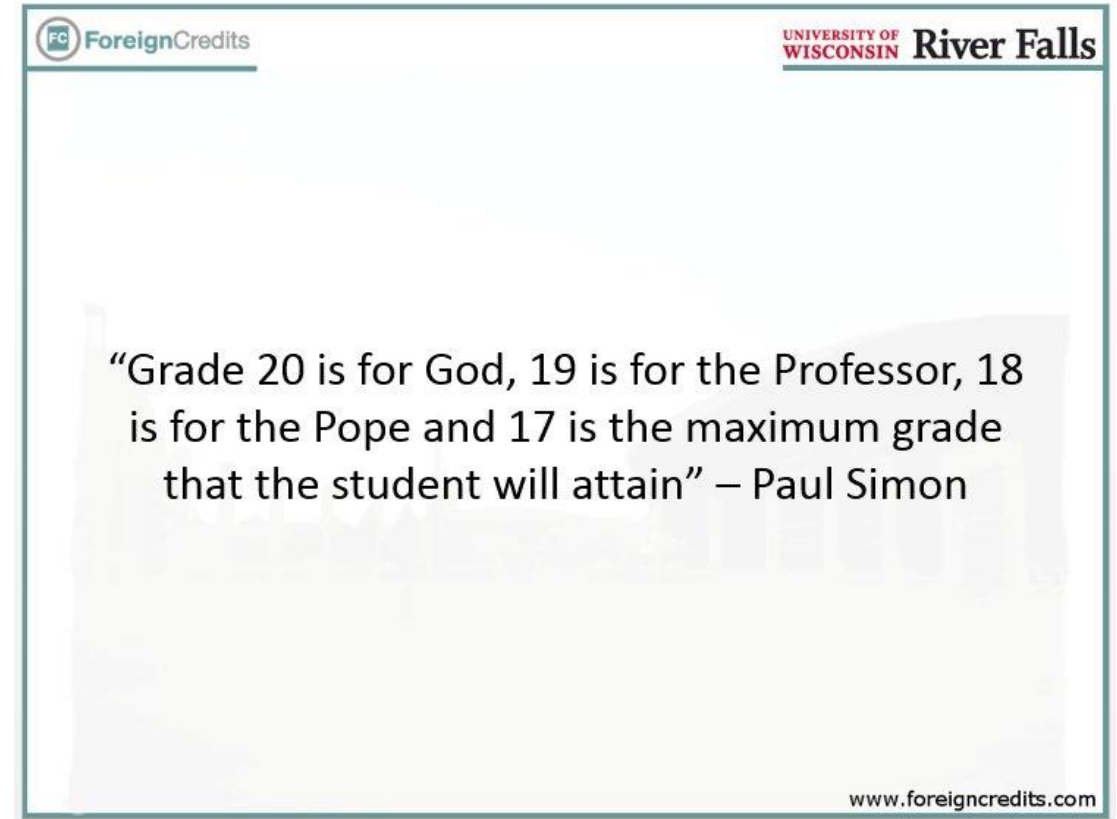 FC ForeignCredits
UNIVERSITY OF WISCONSIN River Falls
“Grade 20 is for God, 19 is for the Professor, 18
is for the Pope and 17 is the maximum grade
that the student will attain” – Paul Simon
www.foreigncredits.com